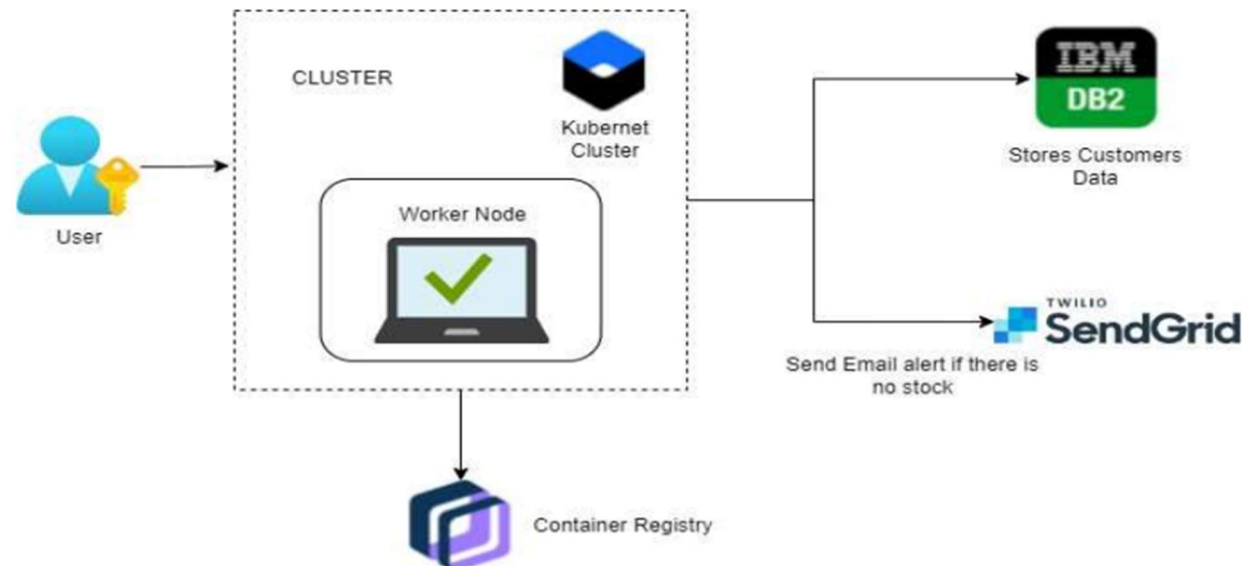 CLUSTER
Kubernet
Cluster
Worker Node
User
IBM
DB2
Stores Customers
Data
TWILIO
SendGrid
Send Email alert if there is
no stock
Container Registry